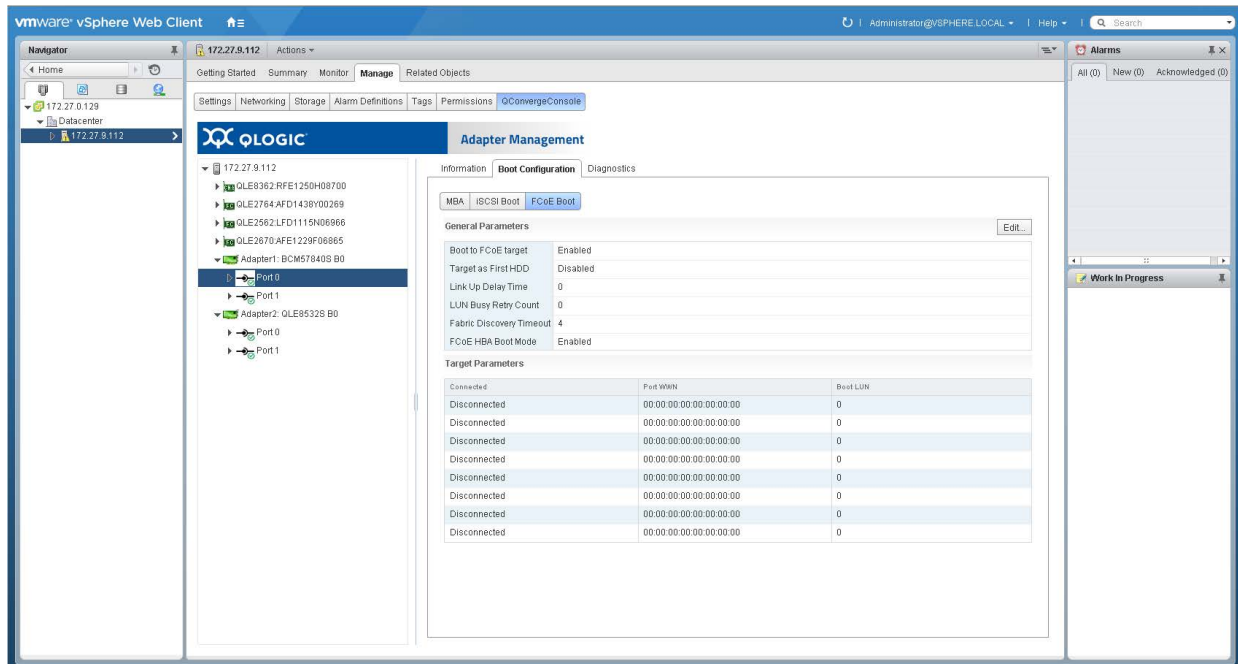 vmware® vSphere Web Client
Administrator@VSPHERE.LOCAL
Help
Search
Navigator
Home
172.27.0.129
Datacenter
172.27.9.112
172.27.9.112
Actions
Getting Started Summary Monitor Manage Related Objects
Settings Networking Storage Alarm Definitions Tags Permissions QConvergeConsole
QLOGIC
Adapter Management
172.27.9.112
QLE8362:RFE1250H08700
QLE2764:AFD1438Y00269
QLE2562:LFD1115N06966
QLE2670:AFE1229F06865
Adapter1: BCM57840S B0
Port 0
Port 1
Adapter2: QLE8532S B0
Port 0
Port 1
Information Boot Configuration Diagnostics
MBA iSCSI Boot FCoE Boot
General Parameters
Edit...
Boot to FCoE target Enabled
Target as First HDD Disabled
Link Up Delay Time 0
LUN Busy Retry Count 0
Fabric Discovery Timeout 4
FCoE HBA Boot Mode Enabled
Target Parameters
Connected Port WWN Boot LUN
Disconnected 00:00:00:00:00:00:00:00 0
Disconnected 00:00:00:00:00:00:00:00 0
Disconnected 00:00:00:00:00:00:00:00 0
Disconnected 00:00:00:00:00:00:00:00 0
Disconnected 00:00:00:00:00:00:00:00 0
Disconnected 00:00:00:00:00:00:00:00 0
Disconnected 00:00:00:00:00:00:00:00 0
Disconnected 00:00:00:00:00:00:00:00 0
Alarms
All (0) New (0) Acknowledged (0)
Work In Progress